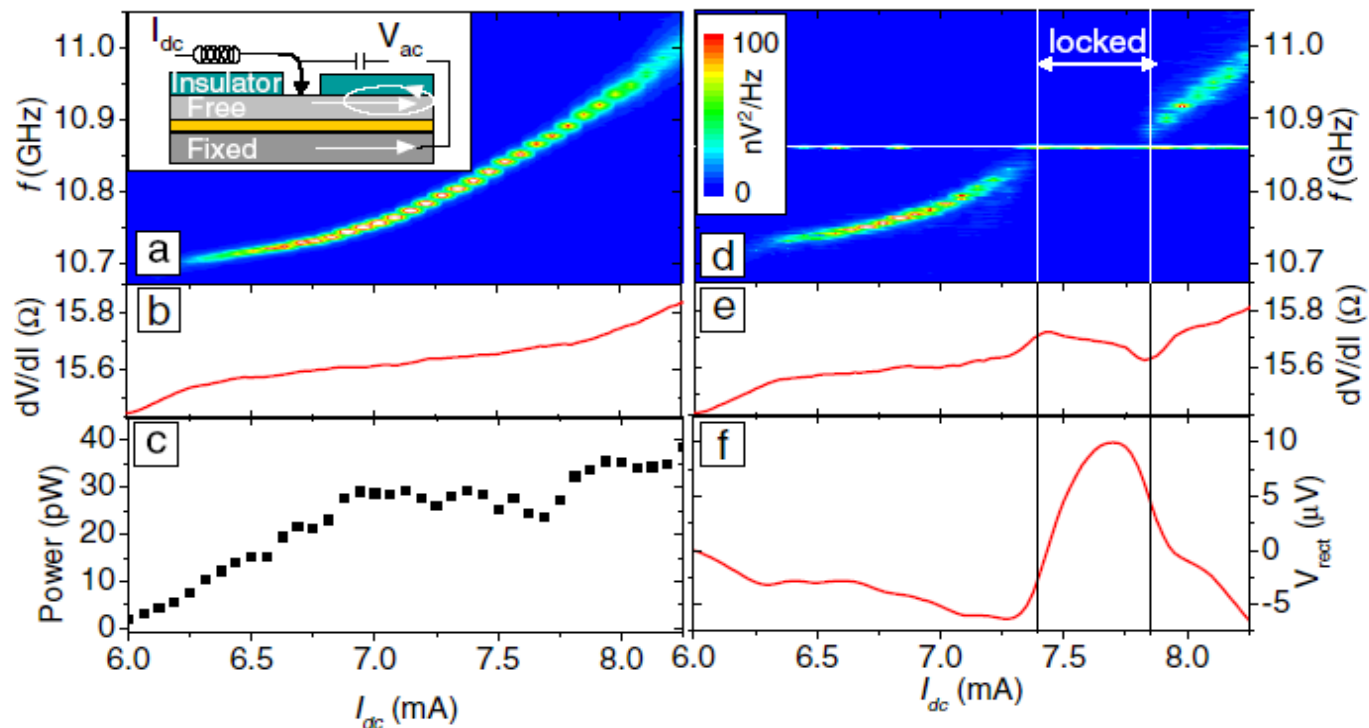 I_dc
V_ac
Insulator
Free
Fixed
a
11.0
10.9
10.8
10.7
f (GHz)
100
0
nV²/Hz
locked
d
11.0
10.9
10.8
10.7
f (GHz)
b
15.8
15.6
dV/dI (Ω)
e
15.8
15.6
dV/dI (Ω)
c
40
30
20
10
0
Power (pW)
f
10
5
0
-5
V_rect (μV)
6.0 6.5 7.0 7.5 8.0
I_dc (mA)
6.0 6.5 7.0 7.5 8.0
I_dc (mA)